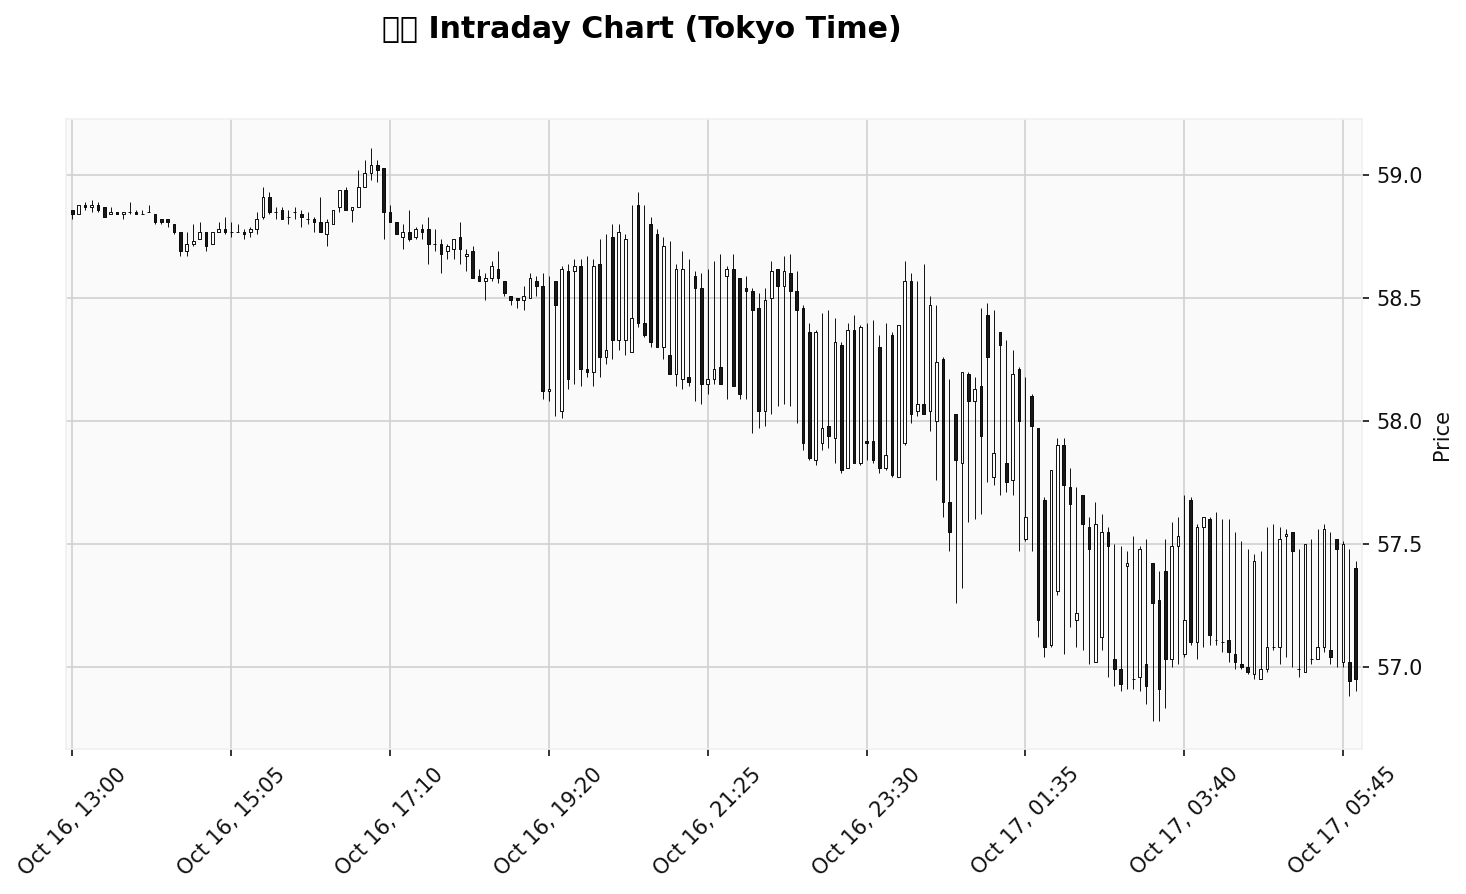 Intraday Chart (Tokyo Time)
59.0
58.5
58.0
57.5
57.0
Price
Oct 16, 13:00
Oct 16, 15:05
Oct 16, 17:10
Oct 16, 19:20
Oct 16, 21:25
Oct 16, 23:30
Oct 17, 01:35
Oct 17, 03:40
Oct 17, 05:45